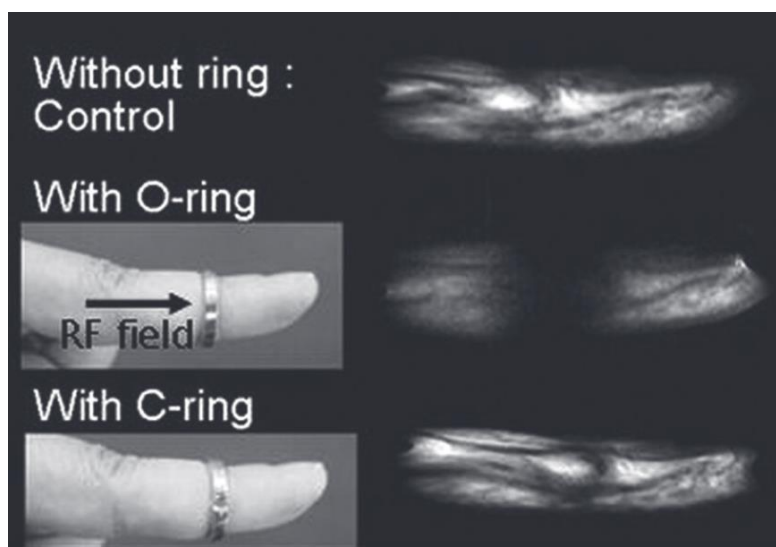 Without ring :
Control
With O-ring
RF field
With C-ring